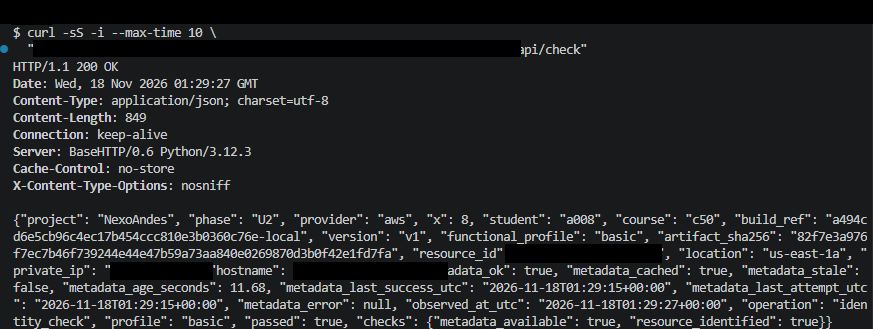 $ curl -sS -i --max-time 10 \
"api/check"
HTTP/1.1 200 OK
Date: Wed, 18 Nov 2026 01:29:27 GMT
Content-Type: application/json; charset=utf-8
Content-Length: 849
Connection: keep-alive
Server: BaseHTTP/0.6 Python/3.12.3
Cache-Control: no-store
X-Content-Type-Options: nosniff
{"project": "NexoAndes", "phase": "U2", "provider": "aws", "x": 8, "student": "a008", "course": "c50", "build_ref": "a494c
d6e5cb96c4ec17b454ccc810e3b0360c76e-local", "version": "v1", "functional_profile": "basic", "artifact_sha256": "82f7e3a976
f7ec7b46f739244e44e47b59a73aa840e0269870d3b0f42e1fd7fa", "resource_id" ", "location": "us-east-1a", "
private_ip": " "hostname": adata_ok": true, "metadata_cached": true, "metadata_stale":
false, "metadata_age_seconds": 11.68, "metadata_last_success_utc": "2026-11-18T01:29:15+00:00", "metadata_last_attempt_utc
": "2026-11-18T01:29:15+00:00", "metadata_error": null, "observed_at_utc": "2026-11-18T01:29:27+00:00", "operation": "iden
tity_check", "profile": "basic", "passed": true, "checks": {"metadata_available": true, "resource_identified": true}}